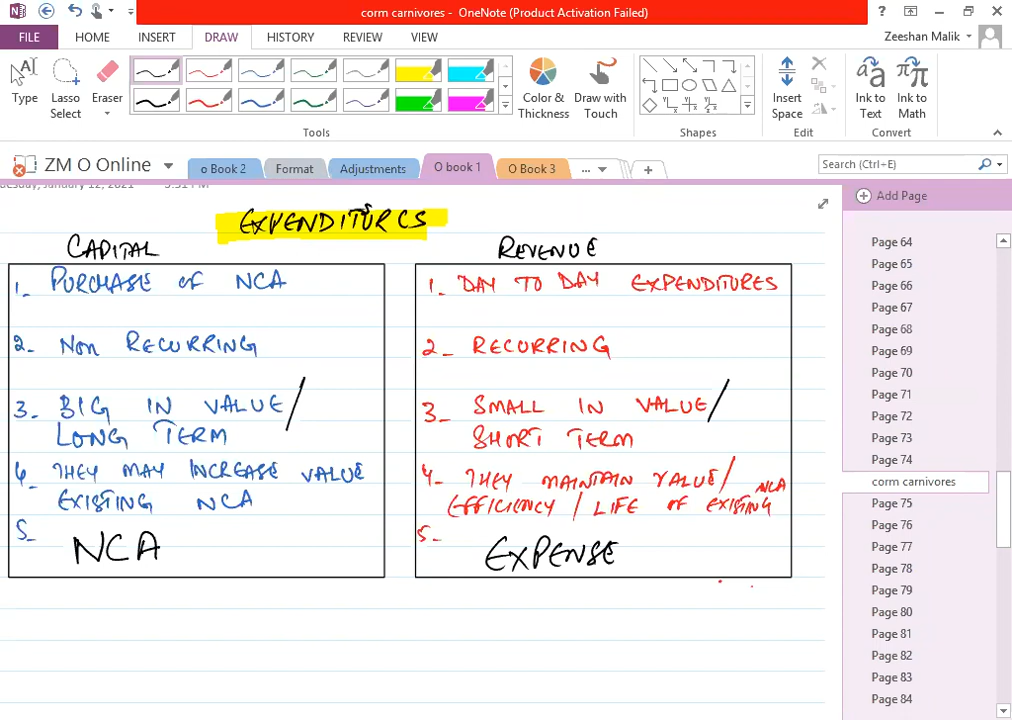 corm carnivores - OneNote (Product Activation Failed)
FILE HOME INSERT DRAW HISTORY REVIEW VIEW
Zeeshan Malik
Type
Lasso Select
Eraser
Color & Thickness
Draw with Touch
Insert Space
Ink to Text
Ink to Math
Tools Shapes Edit Convert
ZM O Online
o Book 2 Format Adjustments O book 1 O Book 3 ...
Search (Ctrl+E)
EXPENDITURES
CAPITAL
1. PURCHASE OF NCA
2- NON RECURRING
3- BIG IN VALUE/
LONG TERM
4- THEY MAY INCREASE VALUE
EXISTING NCA
5-
NCA
REVENUE
1. DAY TO DAY EXPENDITURES
2- RECURRING
3- SMALL IN VALUE/
SHORT TERM
4- THEY MAINTAIN VALUE/
EFFICIENCY / LIFE OF EXISTING NCA
5-
EXPENSE
Add Page
Page 64
Page 65
Page 66
Page 67
Page 68
Page 69
Page 70
Page 71
Page 72
Page 73
Page 74
corm carnivores
Page 75
Page 76
Page 77
Page 78
Page 79
Page 80
Page 81
Page 82
Page 83
Page 84